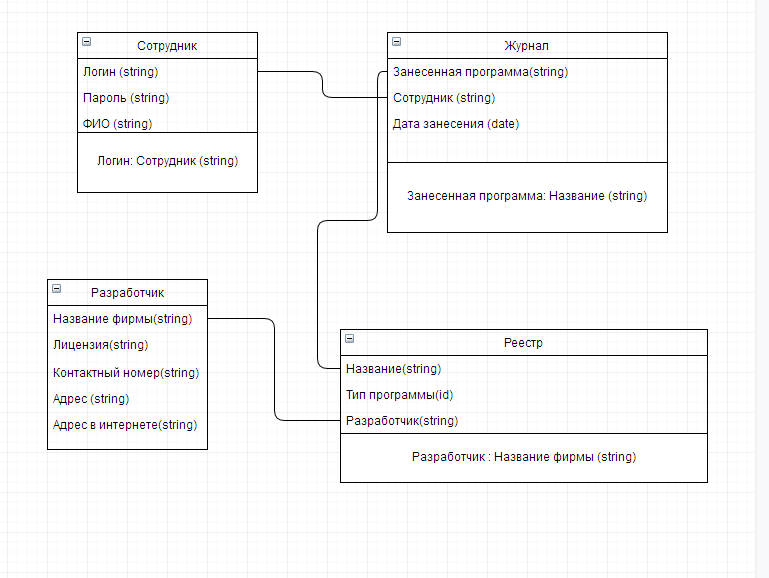 Сотрудник
Логин (string)
Пароль (string)
ФИО (string)
Логин: Сотрудник (string)
Журнал
Занесенная программа(string)
Сотрудник (string)
Дата занесения (date)
Занесенная программа: Название (string)
Разработчик
Название фирмы(string)
Лицензия(string)
Контактный номер(string)
Адрес (string)
Адрес в интернете(string)
Реестр
Название(string)
Тип программы(id)
Разработчик(string)
Разработчик : Название фирмы (string)